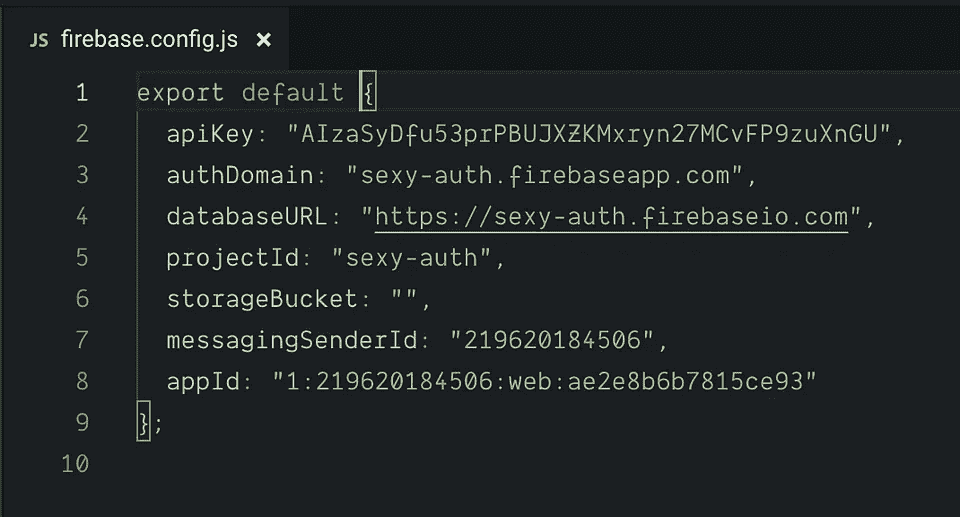 JS firebase.config.js ×
1 export default {
2 apiKey: "AIzaSyDfu53prPBUJXZKMxryn27MCvFP9zuXnGU",
3 authDomain: "sexy-auth.firebaseapp.com",
4 databaseURL: "https://sexy-auth.firebaseio.com",
5 projectId: "sexy-auth",
6 storageBucket: "",
7 messagingSenderId: "219620184506",
8 appId: "1:219620184506:web:ae2e8b6b7815ce93"
9 };
10